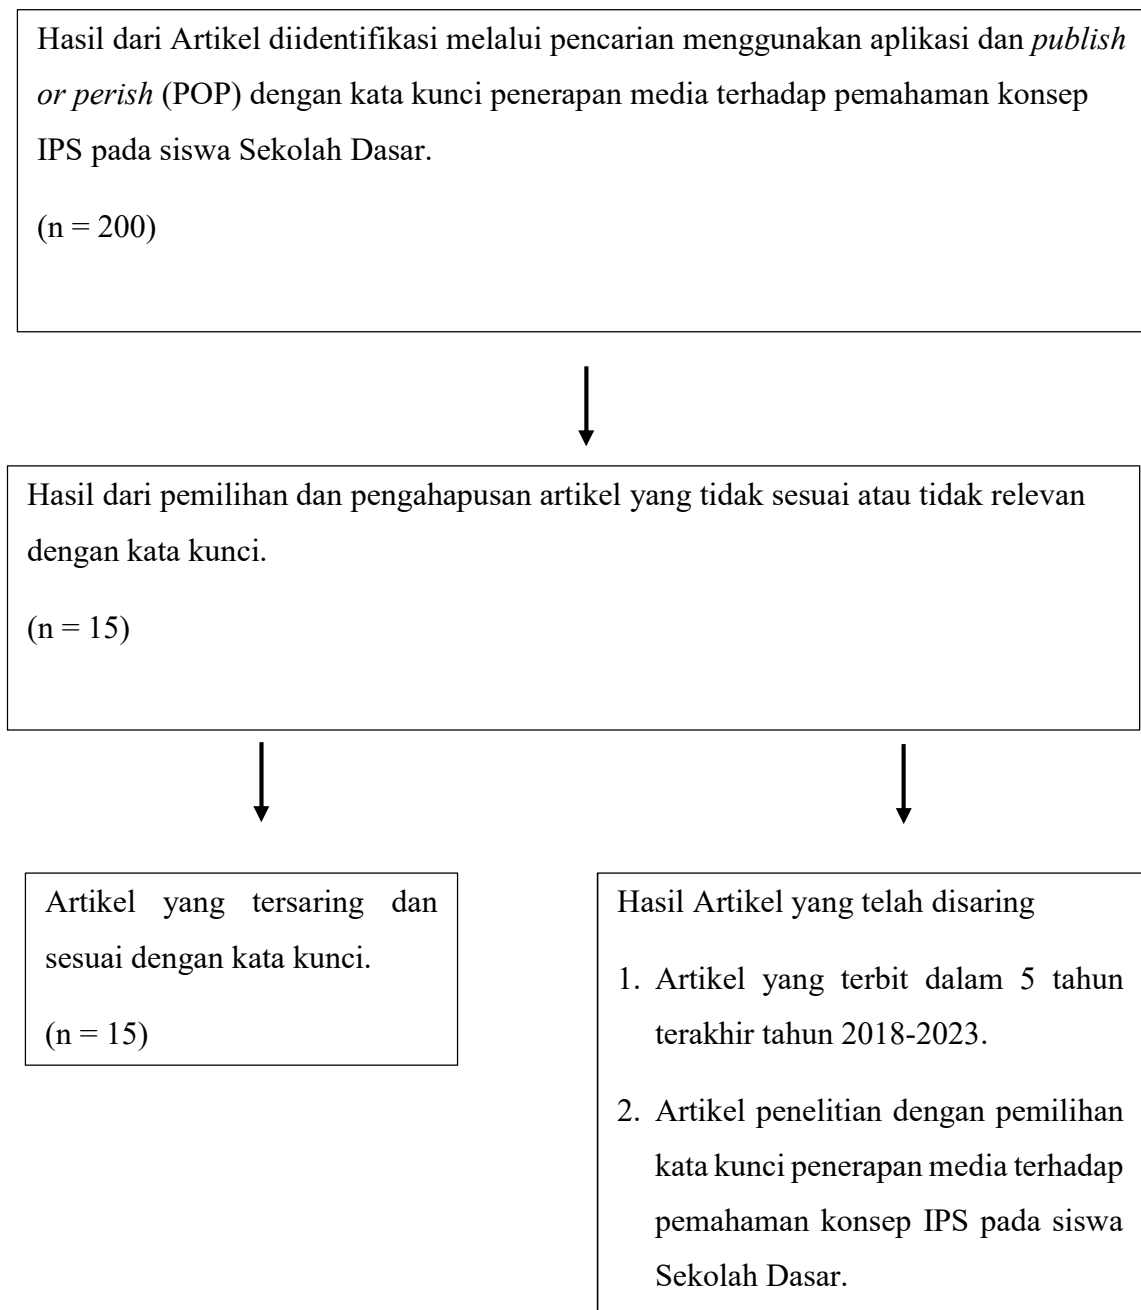 Hasil dari Artikel diidentifikasi melalui pencarian menggunakan aplikasi dan publish
or perish (POP) dengan kata kunci penerapan media terhadap pemahaman konsep
IPS pada siswa Sekolah Dasar.
(n = 200)
Hasil dari pemilihan dan pengahapusan artikel yang tidak sesuai atau tidak relevan
dengan kata kunci.
(n = 15)
Artikel yang tersaring dan
sesuai dengan kata kunci.
(n = 15)
Hasil Artikel yang telah disaring
1. Artikel yang terbit dalam 5 tahun
terakhir tahun 2018-2023.
2. Artikel penelitian dengan pemilihan
kata kunci penerapan media terhadap
pemahaman konsep IPS pada siswa
Sekolah Dasar.